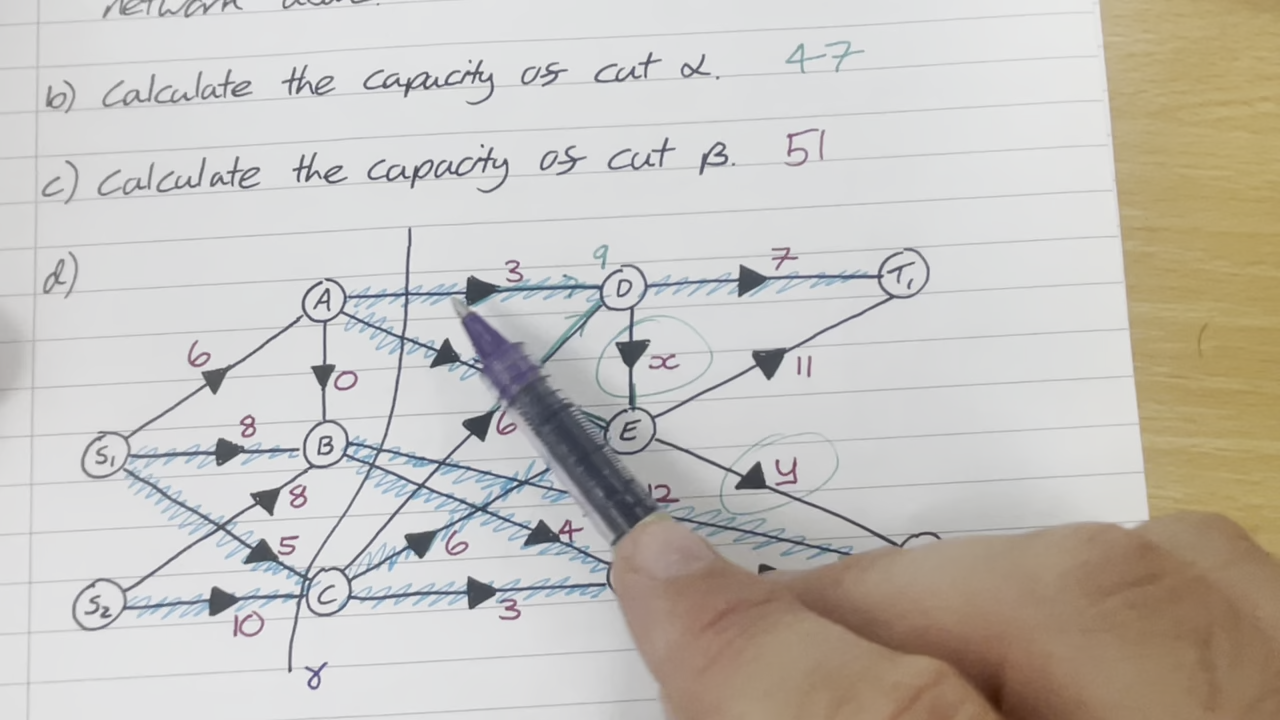 network
b) Calculate the capacity of cut α. 47
c) Calculate the capacity of cut β. 51
d)
3 9 D 7 T₁
A
6 0 x 11
S₁ 8 B 6 E
8 12 y
5 6 4
S₂ 10 C 3
γ